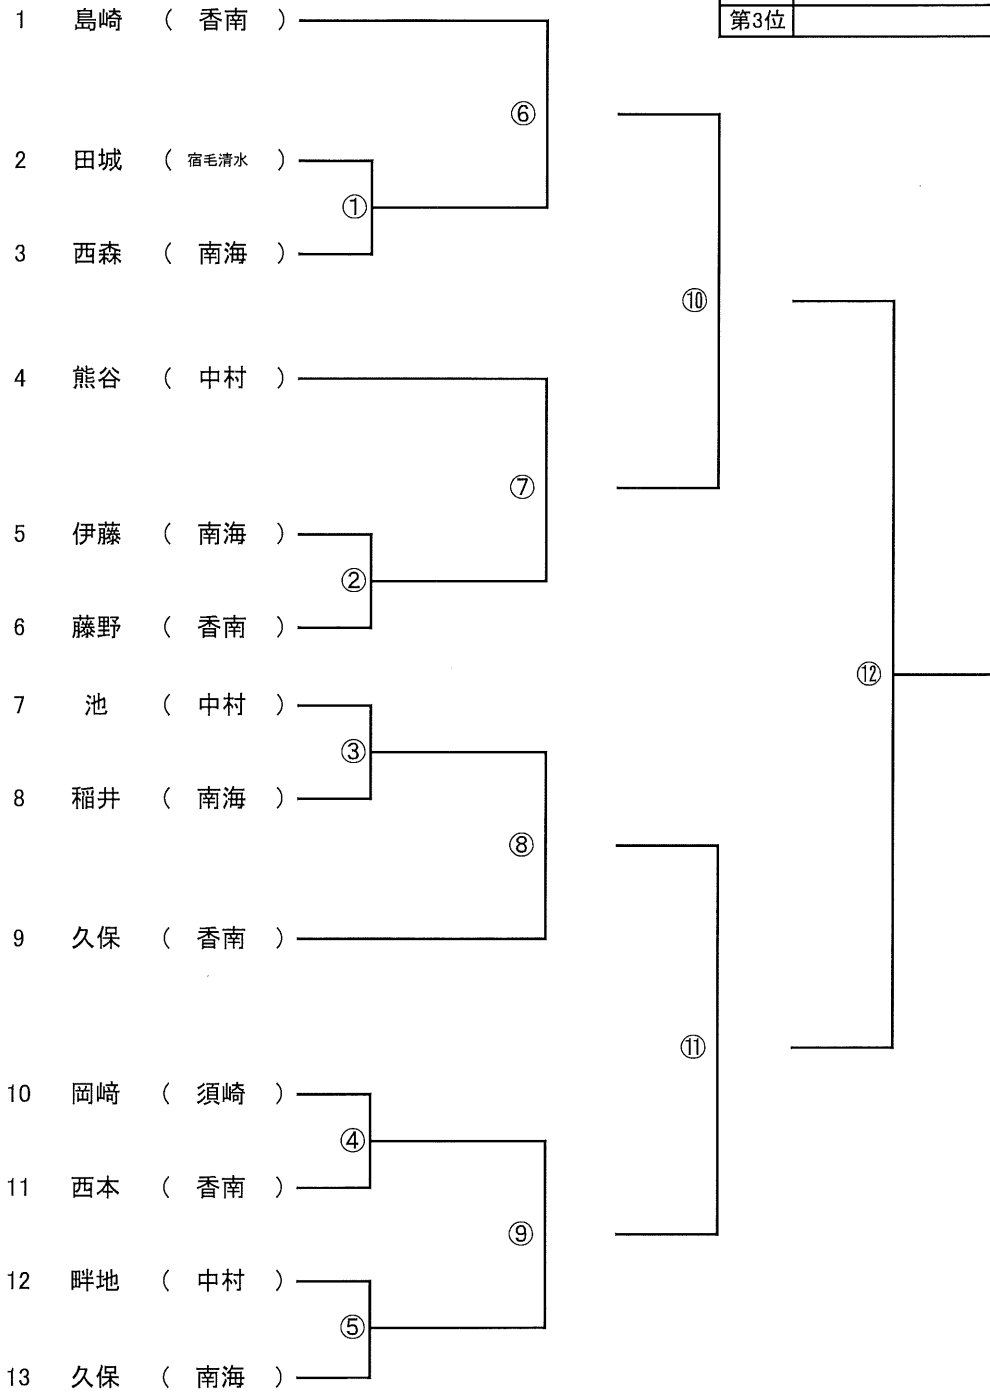 1 島崎 ( 香南 )
第3位
⑥
2 田城 ( 宿毛清水 )
①
3 西森 ( 南海 )
⑩
4 熊谷 ( 中村 )
⑦
5 伊藤 ( 南海 )
②
6 藤野 ( 香南 )
⑫
7 池 ( 中村 )
③
8 稲井 ( 南海 )
⑧
9 久保 ( 香南 )
⑪
10 岡﨑 ( 須崎 )
④
11 西本 ( 香南 )
⑨
12 畔地 ( 中村 )
⑤
13 久保 ( 南海 )